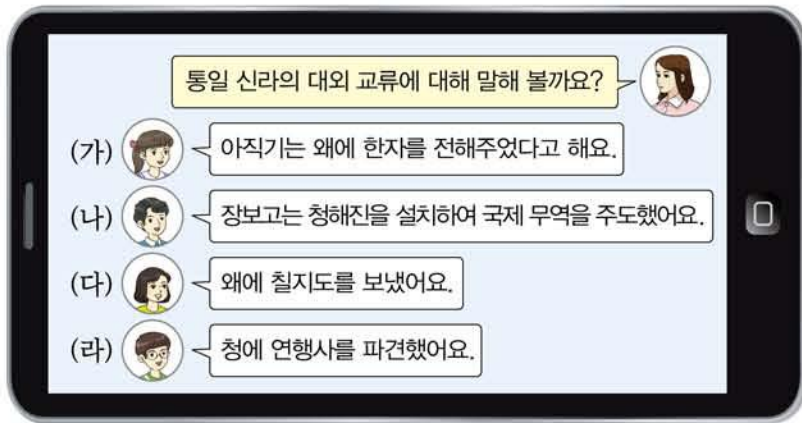 통일 신라의 대외 교류에 대해 말해 볼까요?
(가) 아직기는 왜에 한자를 전해주었다고 해요.
(나) 장보고는 청해진을 설치하여 국제 무역을 주도했어요.
(다) 왜에 칠지도를 보냈어요.
(라) 청에 연행사를 파견했어요.